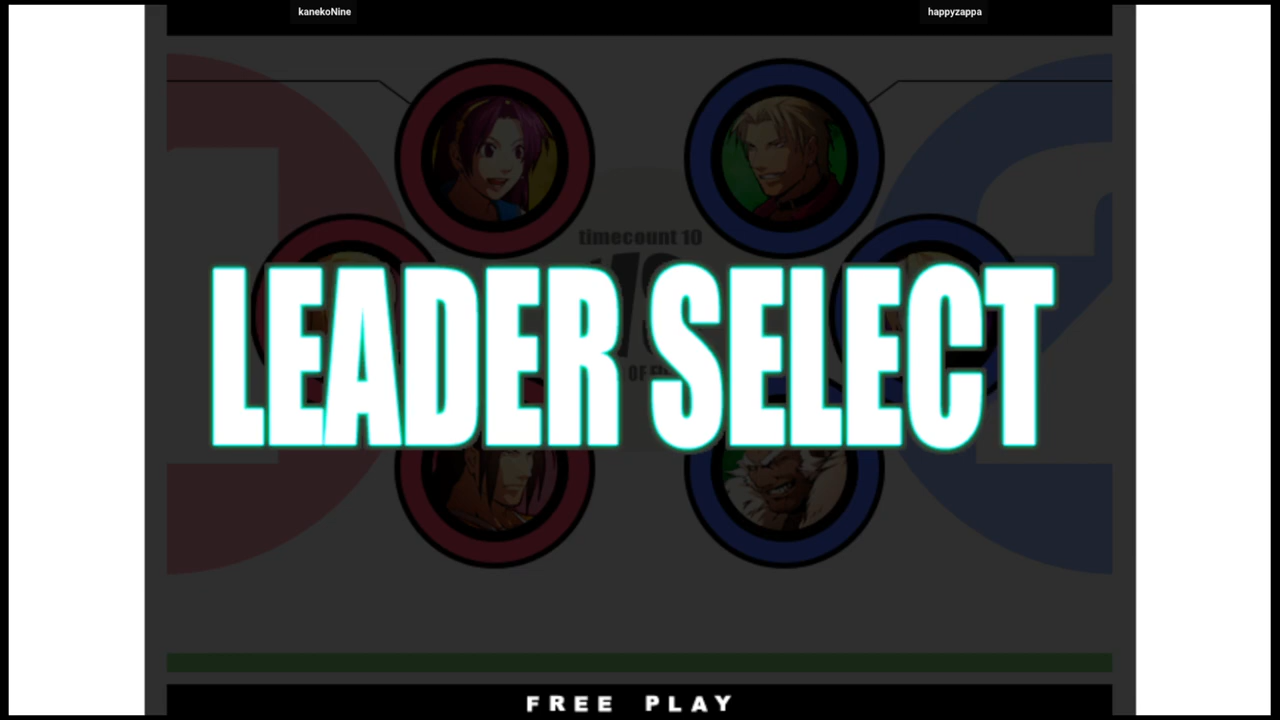 kanekoNine
happyzappa
timecount 10
LEADER SELECT
FREE PLAY